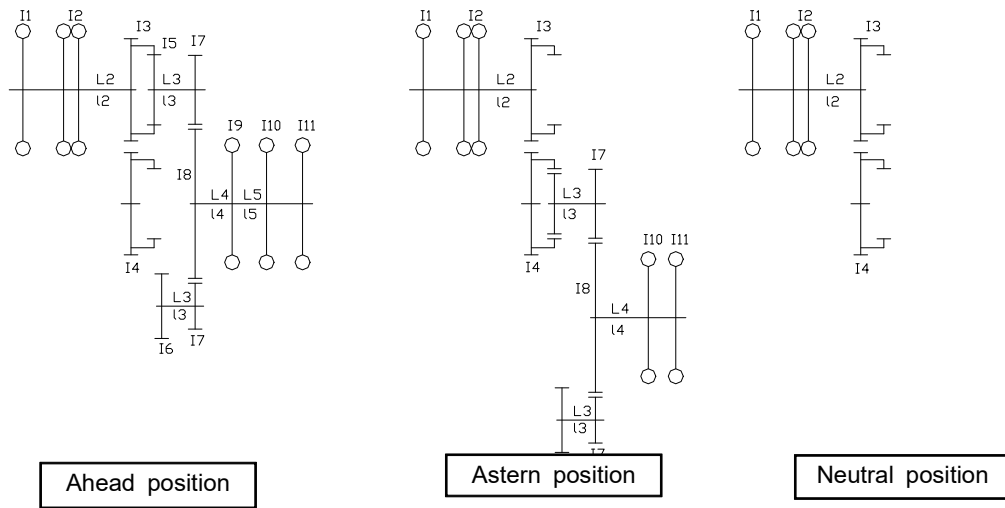 I1 I2 I3
I5 I7
L2 L3
l2 l3
I9 I10 I11
I8
L4 L5
l4 l5
I4
L3
l3
I6 I7
Ahead position
I1 I2 I3
L2
l2
I7
L3
l3
I4
I10 I11
I8
L4
l4
L3
l3
I7
Astern position
I1 I2 I3
L2
l2
I4
Neutral position